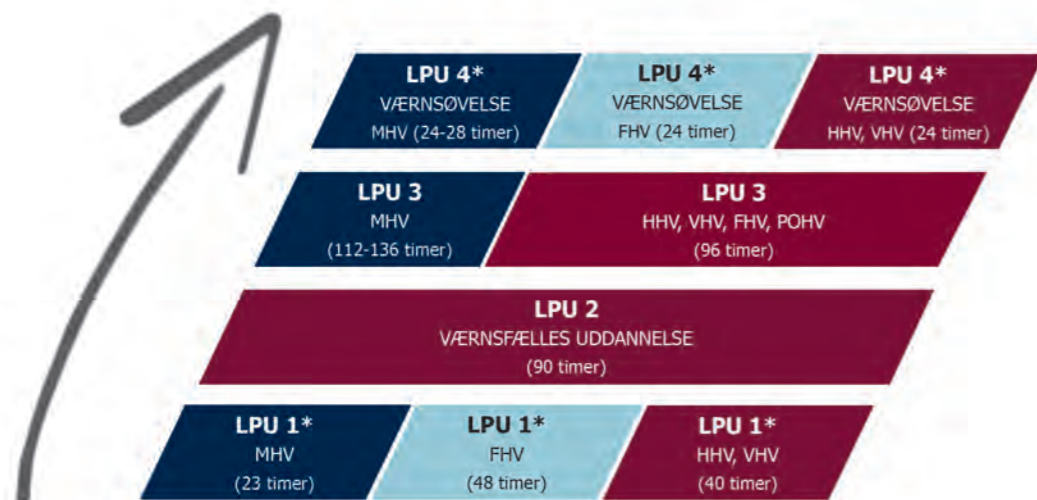 LPU 4*
VÆRNSØVELSE
MHV (24-28 timer)
LPU 4*
VÆRNSØVELSE
FHV (24 timer)
LPU 4*
VÆRNSØVELSE
HHV, VHV (24 timer)
LPU 3
MHV
(112-136 timer)
LPU 3
HHV, VHV, FHV, POHV
(96 timer)
LPU 2
VÆRNSFÆLLES UDDANNELSE
(90 timer)
LPU 1*
MHV
(23 timer)
LPU 1*
FHV
(48 timer)
LPU 1*
HHV, VHV
(40 timer)